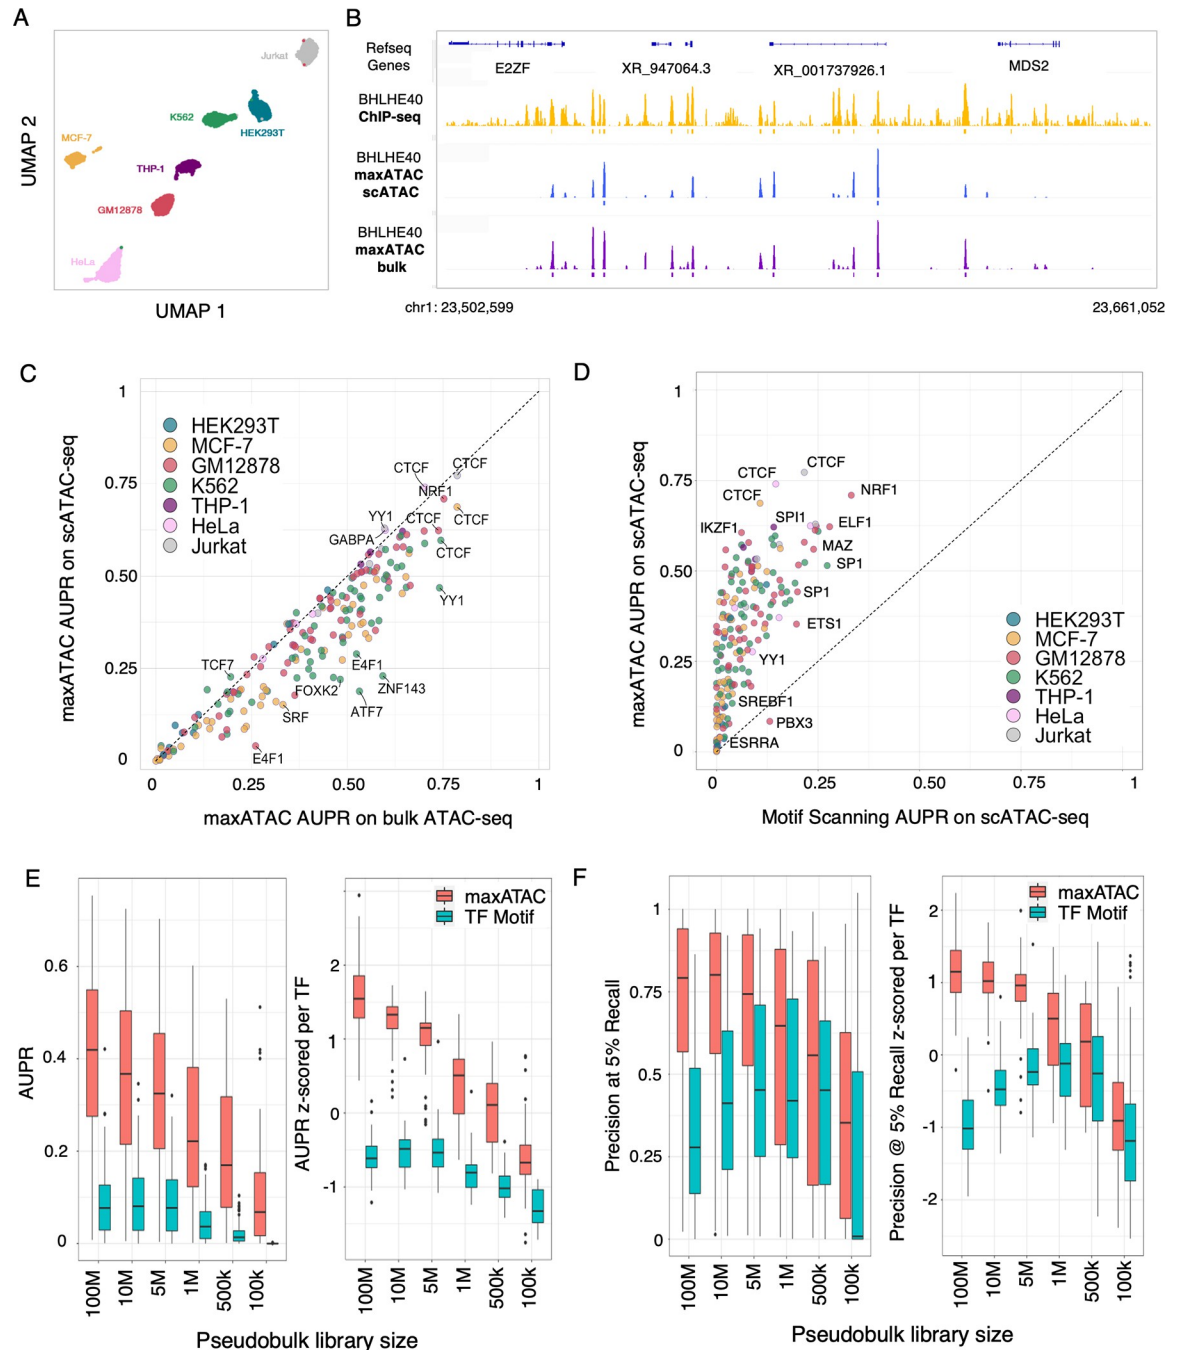 A
Jurkat
K562
HEK293T
MCF-7
THP-1
GM12878
HeLa
UMAP 2
UMAP 1
B
Refseq
Genes
E2ZF
XR_947064.3
XR_001737926.1
MDS2
BHLHE40
ChIP-seq
BHLHE40
maxATAC
scATAC
BHLHE40
maxATAC
bulk
chr1: 23,502,599
23,661,052
C
maxATAC AUPR on scATAC-seq
1
0.75
0.50
0.25
0
HEK293T
MCF-7
GM12878
K562
THP-1
HeLa
Jurkat
CTCF
CTCF
NRF1
YY1
CTCF
CTCF
GABPA
CTCF
YY1
TCF7
E4F1
FOXK2
ZNF143
SRF
ATF7
E4F1
0
0.25
0.50
0.75
1
maxATAC AUPR on bulk ATAC-seq
D
maxATAC AUPR on scATAC-seq
1
0.75
0.50
0.25
0
CTCF
CTCF
CTCF
NRF1
SPI1
IKZF1
ELF1
MAZ
SP1
SP1
ETS1
YY1
SREBF1
PBX3
ESRRA
HEK293T
MCF-7
GM12878
K562
THP-1
HeLa
Jurkat
0
0.25
0.50
0.75
1
Motif Scanning AUPR on scATAC-seq
E
AUPR
0.6
0.4
0.2
0
100M
10M
5M
1M
500k
100k
AUPR z-scored per TF
2
1
0
-1
maxATAC
TF Motif
100M
10M
5M
1M
500k
100k
Pseudobulk library size
F
Precision at 5% Recall
1
0.75
0.5
0.25
0
100M
10M
5M
1M
500k
100k
Precision @ 5% Recall z-scored per TF
2
1
0
-1
-2
maxATAC
TF Motif
100M
10M
5M
1M
500k
100k
Pseudobulk library size